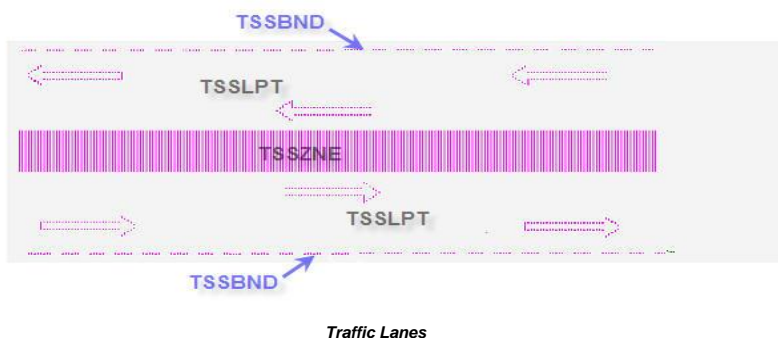 TSSBND
TSSLPT
TSSZNE
TSSLPT
TSSBND
Traffic Lanes